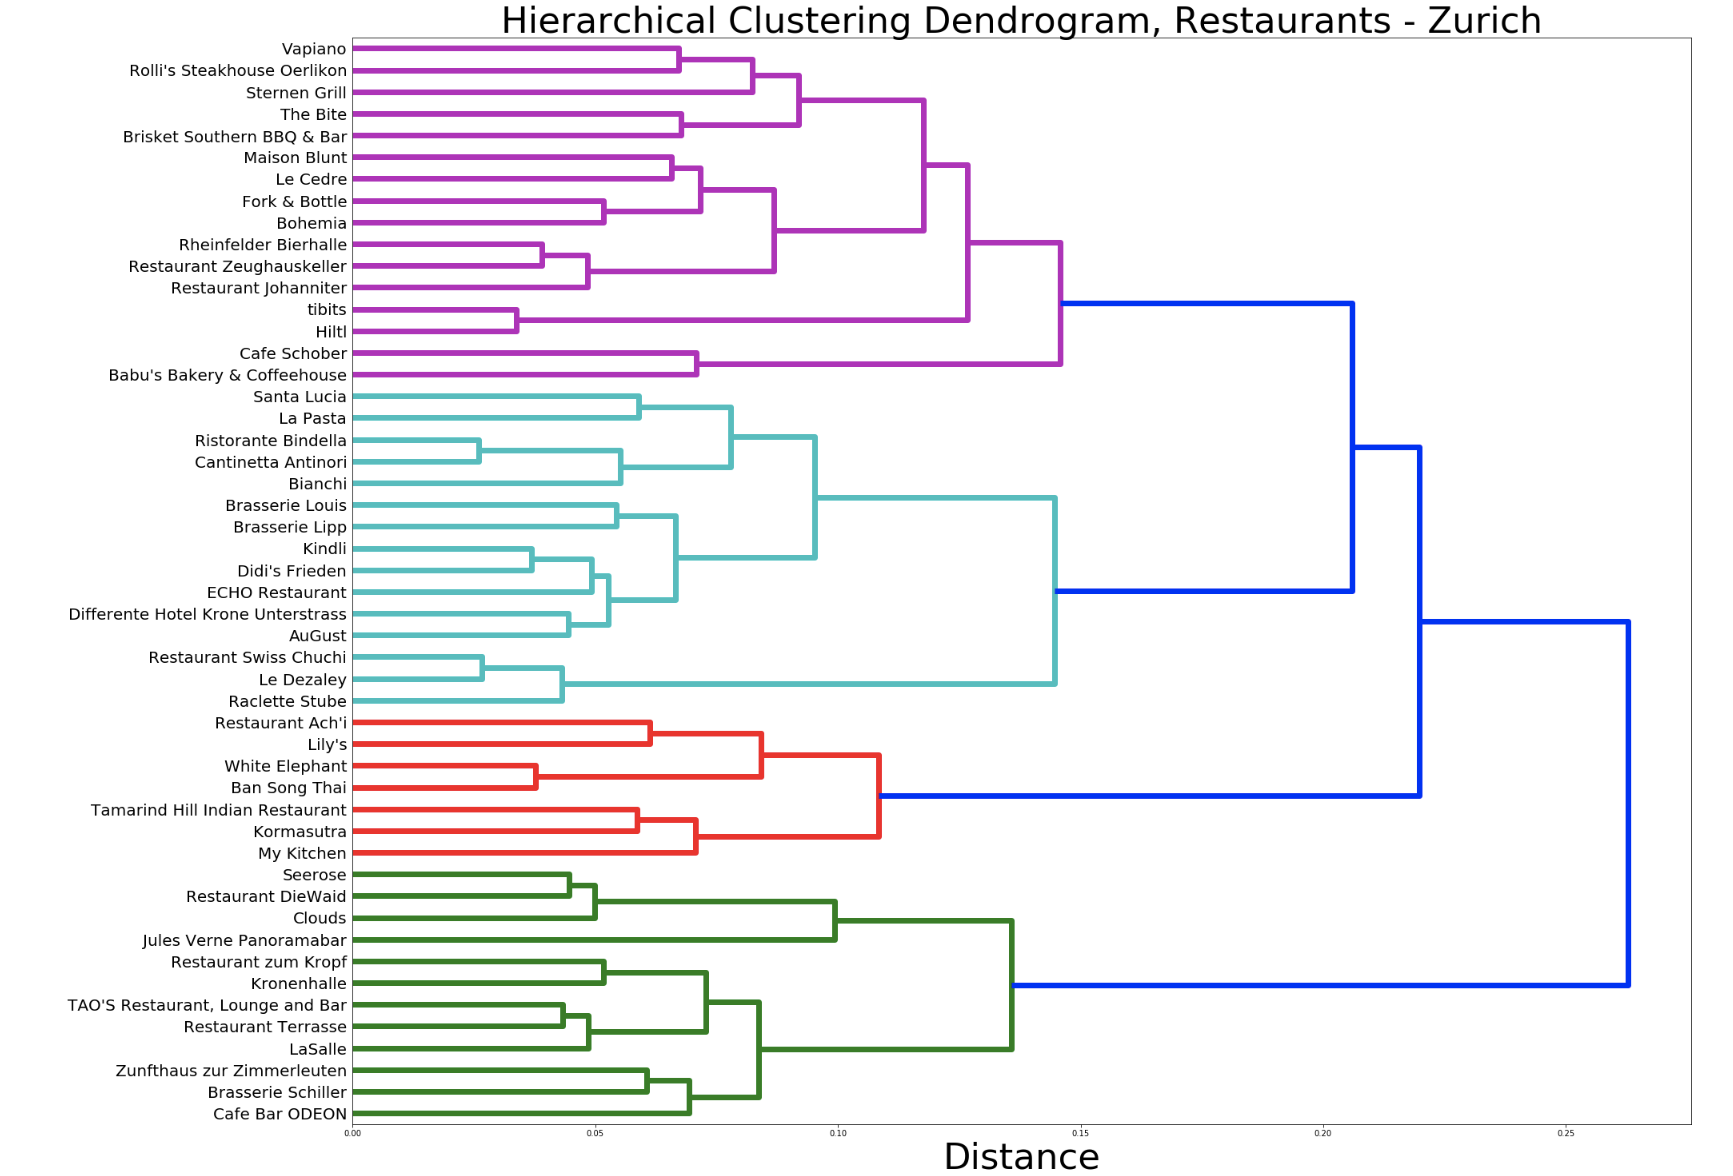 Hierarchical Clustering Dendrogram, Restaurants - Zurich
Vapiano
Rolli's Steakhouse Oerlikon
Sternen Grill
The Bite
Brisket Southern BBQ & Bar
Maison Blunt
Le Cedre
Fork & Bottle
Bohemia
Rheinfelder Bierhalle
Restaurant Zeughauskeller
Restaurant Johanniter
tibits
Hiltl
Cafe Schober
Babu's Bakery & Coffeehouse
Santa Lucia
La Pasta
Ristorante Bindella
Cantinetta Antinori
Bianchi
Brasserie Louis
Brasserie Lipp
Kindli
Didi's Frieden
ECHO Restaurant
Differente Hotel Krone Unterstrass
AuGust
Restaurant Swiss Chuchi
Le Dezaley
Raclette Stube
Restaurant Ach'i
Lily's
White Elephant
Ban Song Thai
Tamarind Hill Indian Restaurant
Kormasutra
My Kitchen
Seerose
Restaurant DieWaid
Clouds
Jules Verne Panoramabar
Restaurant zum Kropf
Kronenhalle
TAO'S Restaurant, Lounge and Bar
Restaurant Terrasse
LaSalle
Zunfthaus zur Zimmerleuten
Brasserie Schiller
Cafe Bar ODEON
0.00 0.05 0.10 0.15 0.20 0.25
Distance